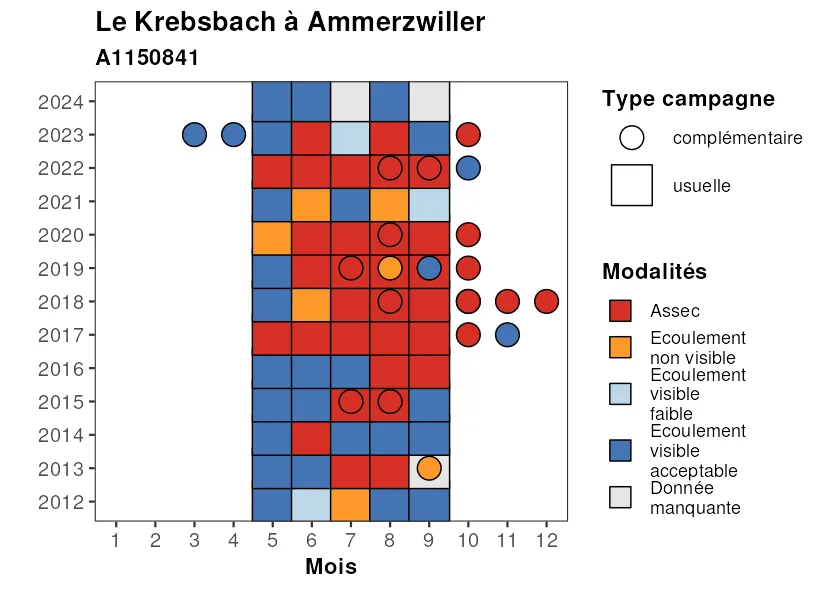 Le Krebsbach à Ammerzwiller
A1150841
2024
2023
2022
2021
2020
2019
2018
2017
2016
2015
2014
2013
2012
1 2 3 4 5 6 7 8 9 10 11 12
Mois
Type campagne
complémentaire
usuelle
Modalités
Assec
Ecoulement
non visible
Ecoulement
visible
faible
Ecoulement
visible
acceptable
Donnée
manquante